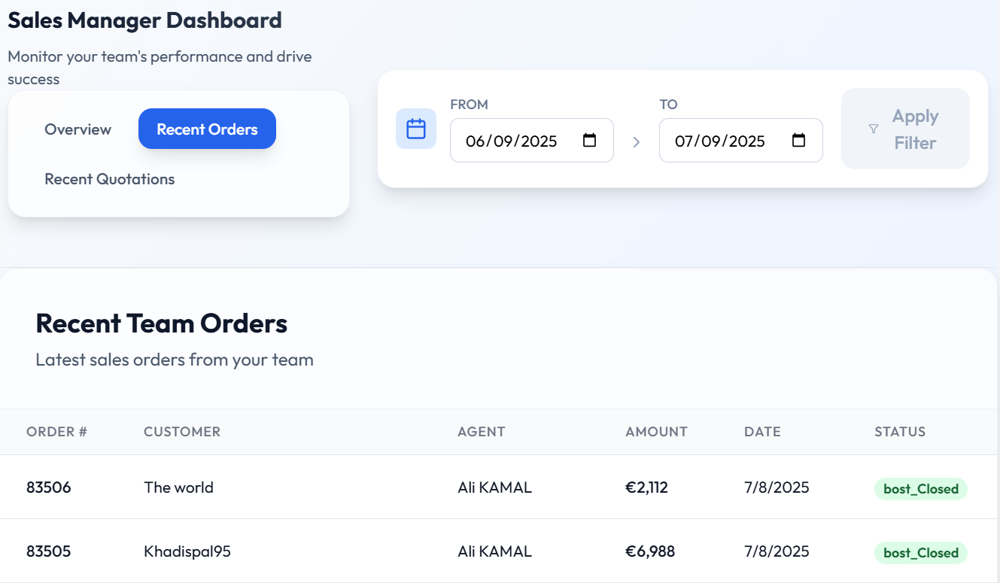 Sales Manager Dashboard
Monitor your team's performance and drive
success
Overview
Recent Orders
Recent Quotations
FROM
06/09/2025
TO
07/09/2025
Apply
Filter
Recent Team Orders
Latest sales orders from your team
ORDER # CUSTOMER AGENT AMOUNT DATE STATUS
83506 The world Ali KAMAL €2,112 7/8/2025 bost_Closed
83505 Khadispal95 Ali KAMAL €6,988 7/8/2025 bost_Closed